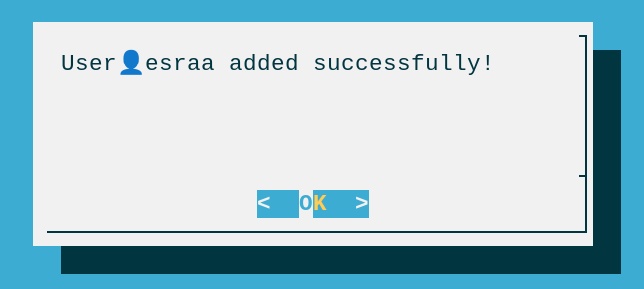 User👤esraa added successfully!
<  OK  >